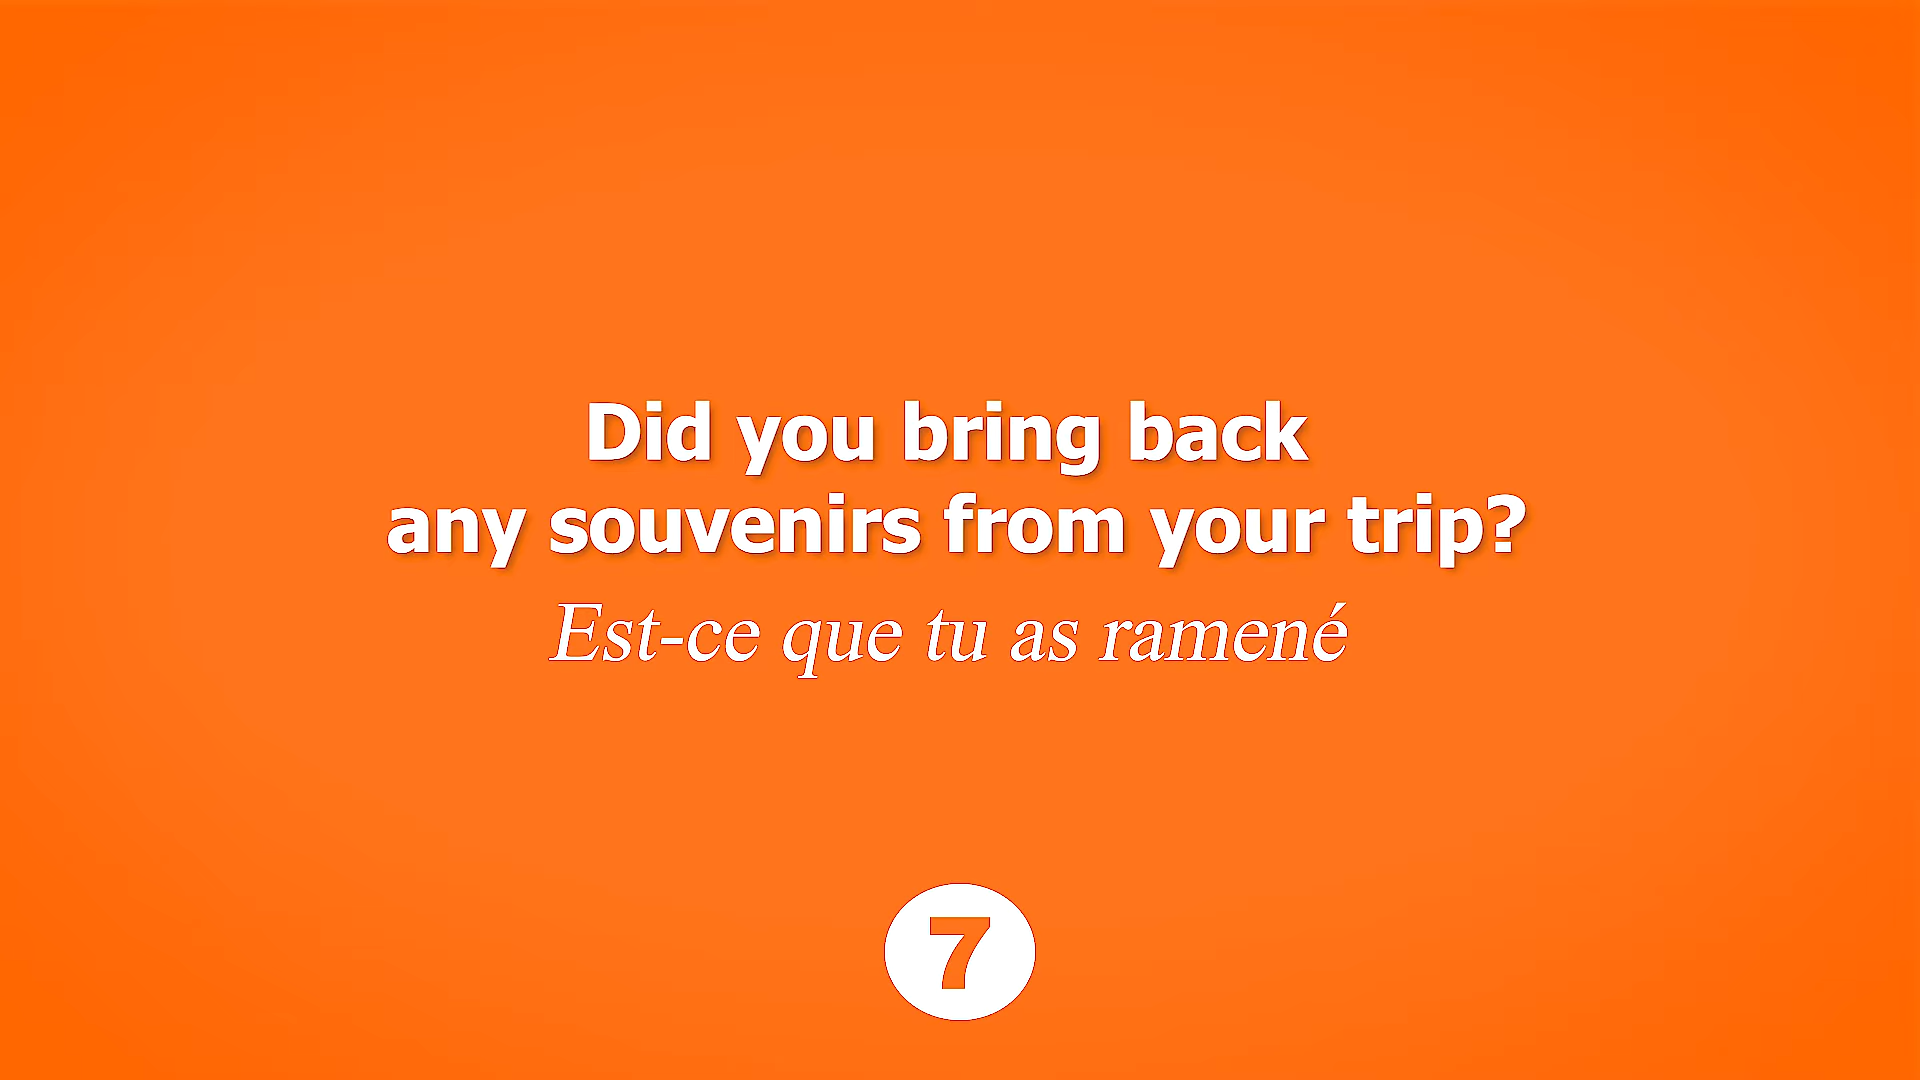 Did you bring back
any souvenirs from your trip?
Est-ce que tu as ramené
7